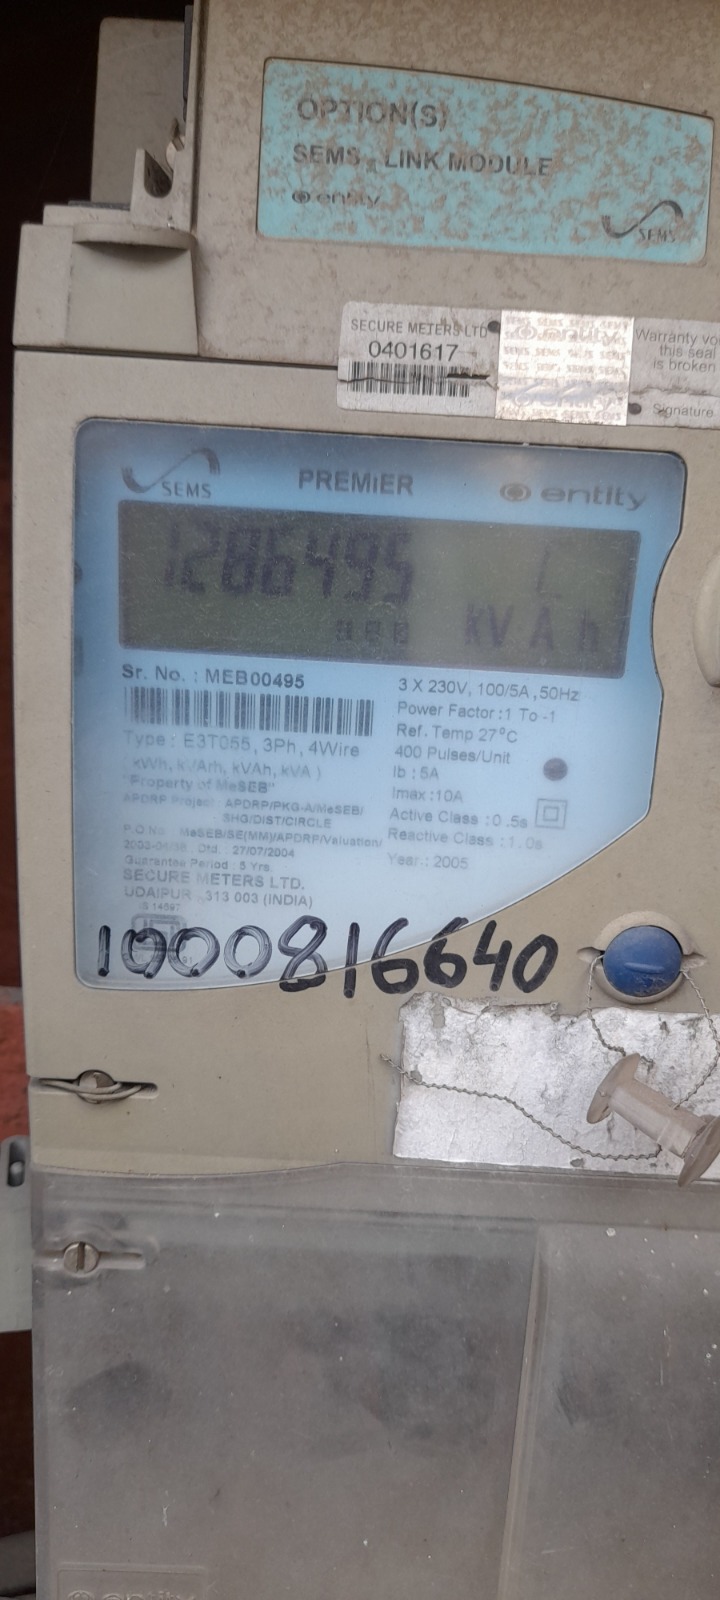 OPTION(S)
SEMS - LINK MODULE
entity
SEMS
SECURE METERS LTD
0401617
Warranty
this seal
is broken
Signature
SEMS
PREMIER
entity
1286495
kVAh
Sr. No. : MEB00495
Type : E3T055, 3Ph, 4Wire
kVAh, kVA )
"Property of MeSEB"
APDRP Project : APDRP/PKG-A/MeSEB/
SHG/DIST/CIRCLE
P.O.No. MeSEB/SE(MM)/APDRP/Valuation/
Dtd. : 27/07/2004
Guarantee Period : 5 Yrs.
SECURE METERS LTD.
UDAIPUR 313 003 (INDIA)
3 X 230V, 100/5A ,50Hz
Power Factor :1 To -1
Ref. Temp 27°C
400 Pulses/Unit
Ib : 5A
Imax :10A
Active Class :0.5s
Reactive Class :1.0s
Year : 2005
1000816640
entity